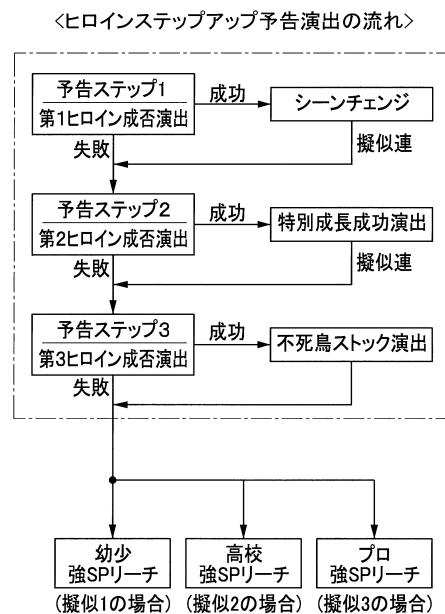 <ヒロインステップアップ予告演出の流れ>
予告ステップ1
第1ヒロイン成否演出
成功
シーンチェンジ
失敗
擬似連
予告ステップ2
第2ヒロイン成否演出
成功
特別成長成功演出
失敗
擬似連
予告ステップ3
第3ヒロイン成否演出
成功
不死鳥ストック演出
失敗
幼少
強SPリーチ
(擬似1の場合)
高校
強SPリーチ
(擬似2の場合)
プロ
強SPリーチ
(擬似3の場合)